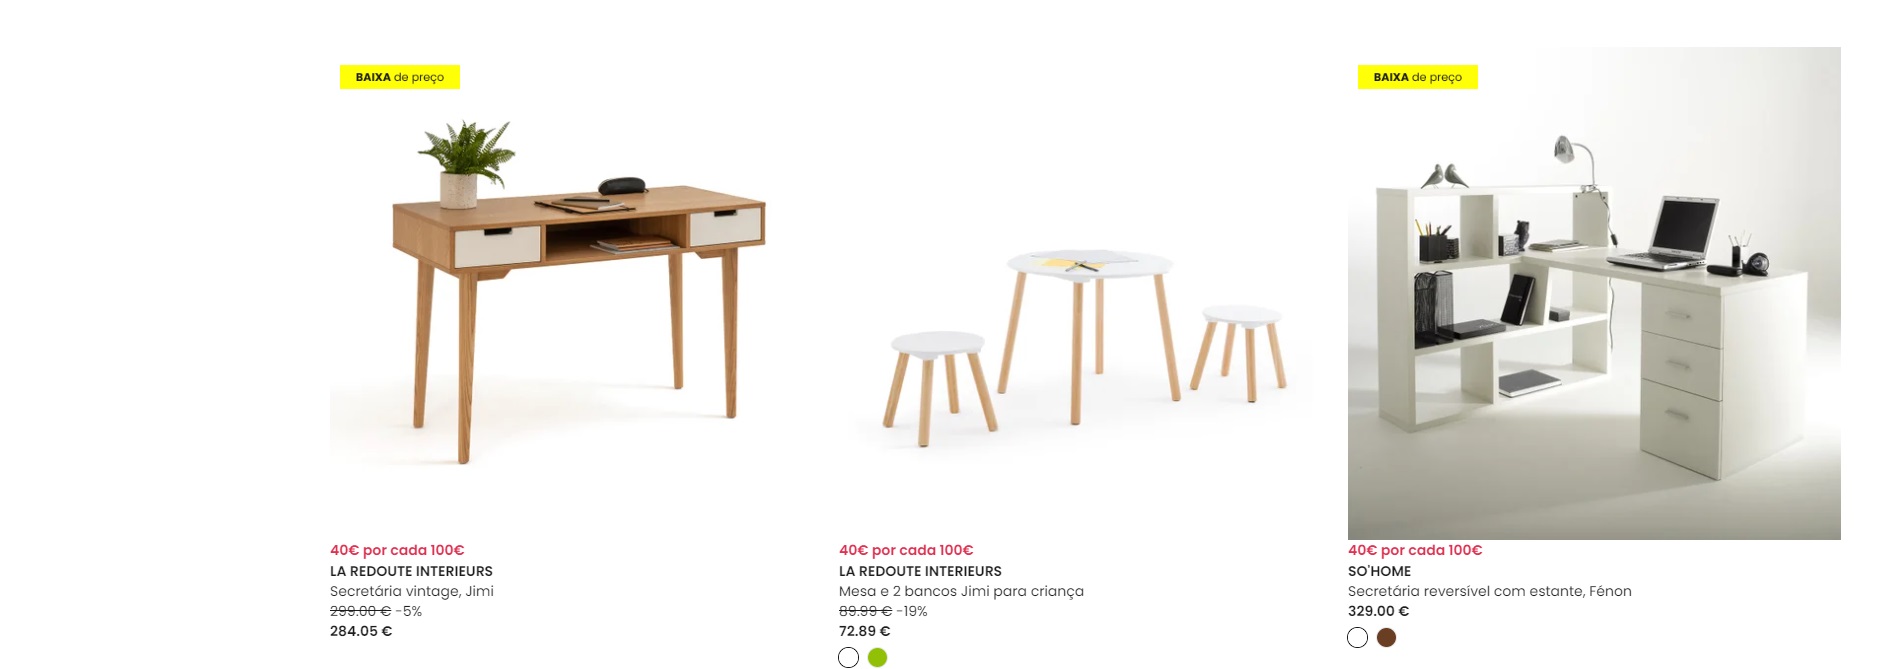 BAIXA de preço
40€ por cada 100€
LA REDOUTE INTERIEURS
Secretária vintage, Jimi
299.00 € -5%
284.05 €
40€ por cada 100€
LA REDOUTE INTERIEURS
Mesa e 2 bancos Jimi para criança
89.99 € -19%
72.89 €
BAIXA de preço
40€ por cada 100€
SO'HOME
Secretária reversível com estante, Fénon
329.00 €